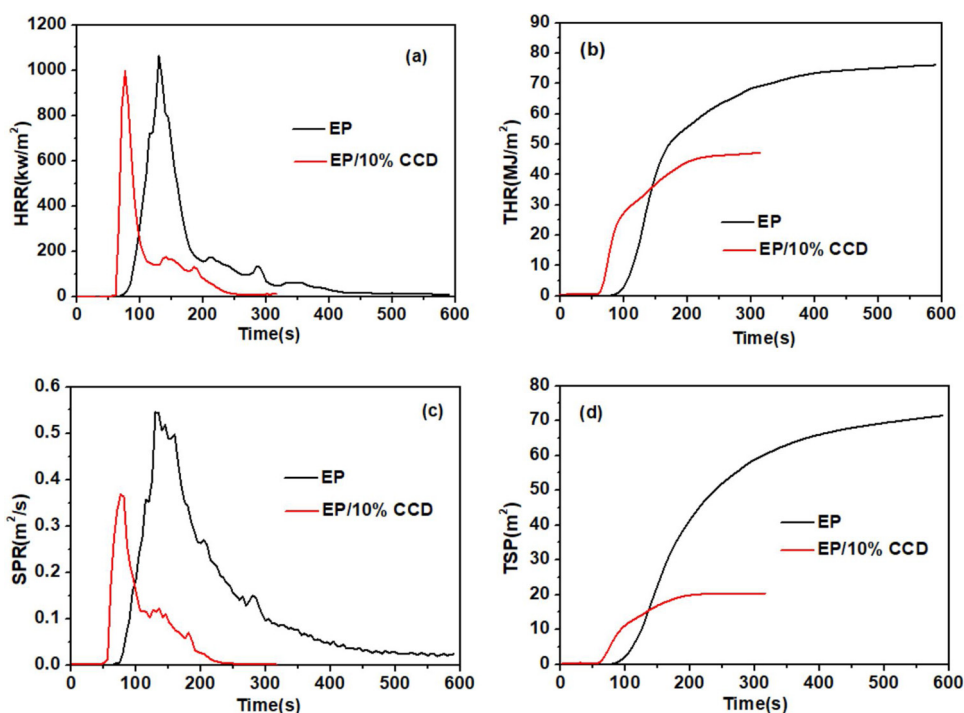 1200
1000
800
600
400
200
0
HRR(kw/m²)
(a)
EP
EP/10% CCD
0 100 200 300 400 500 600
Time(s)
90
80
70
60
50
40
30
20
10
0
THR(MJ/m²)
(b)
EP
EP/10% CCD
0 100 200 300 400 500 600
Time(s)
0.6
0.5
0.4
0.3
0.2
0.1
0.0
SPR(m²/s)
(c)
EP
EP/10% CCD
0 100 200 300 400 500 600
Time(s)
80
70
60
50
40
30
20
10
0
TSP(m²)
(d)
EP
EP/10% CCD
0 100 200 300 400 500 600
Time(s)